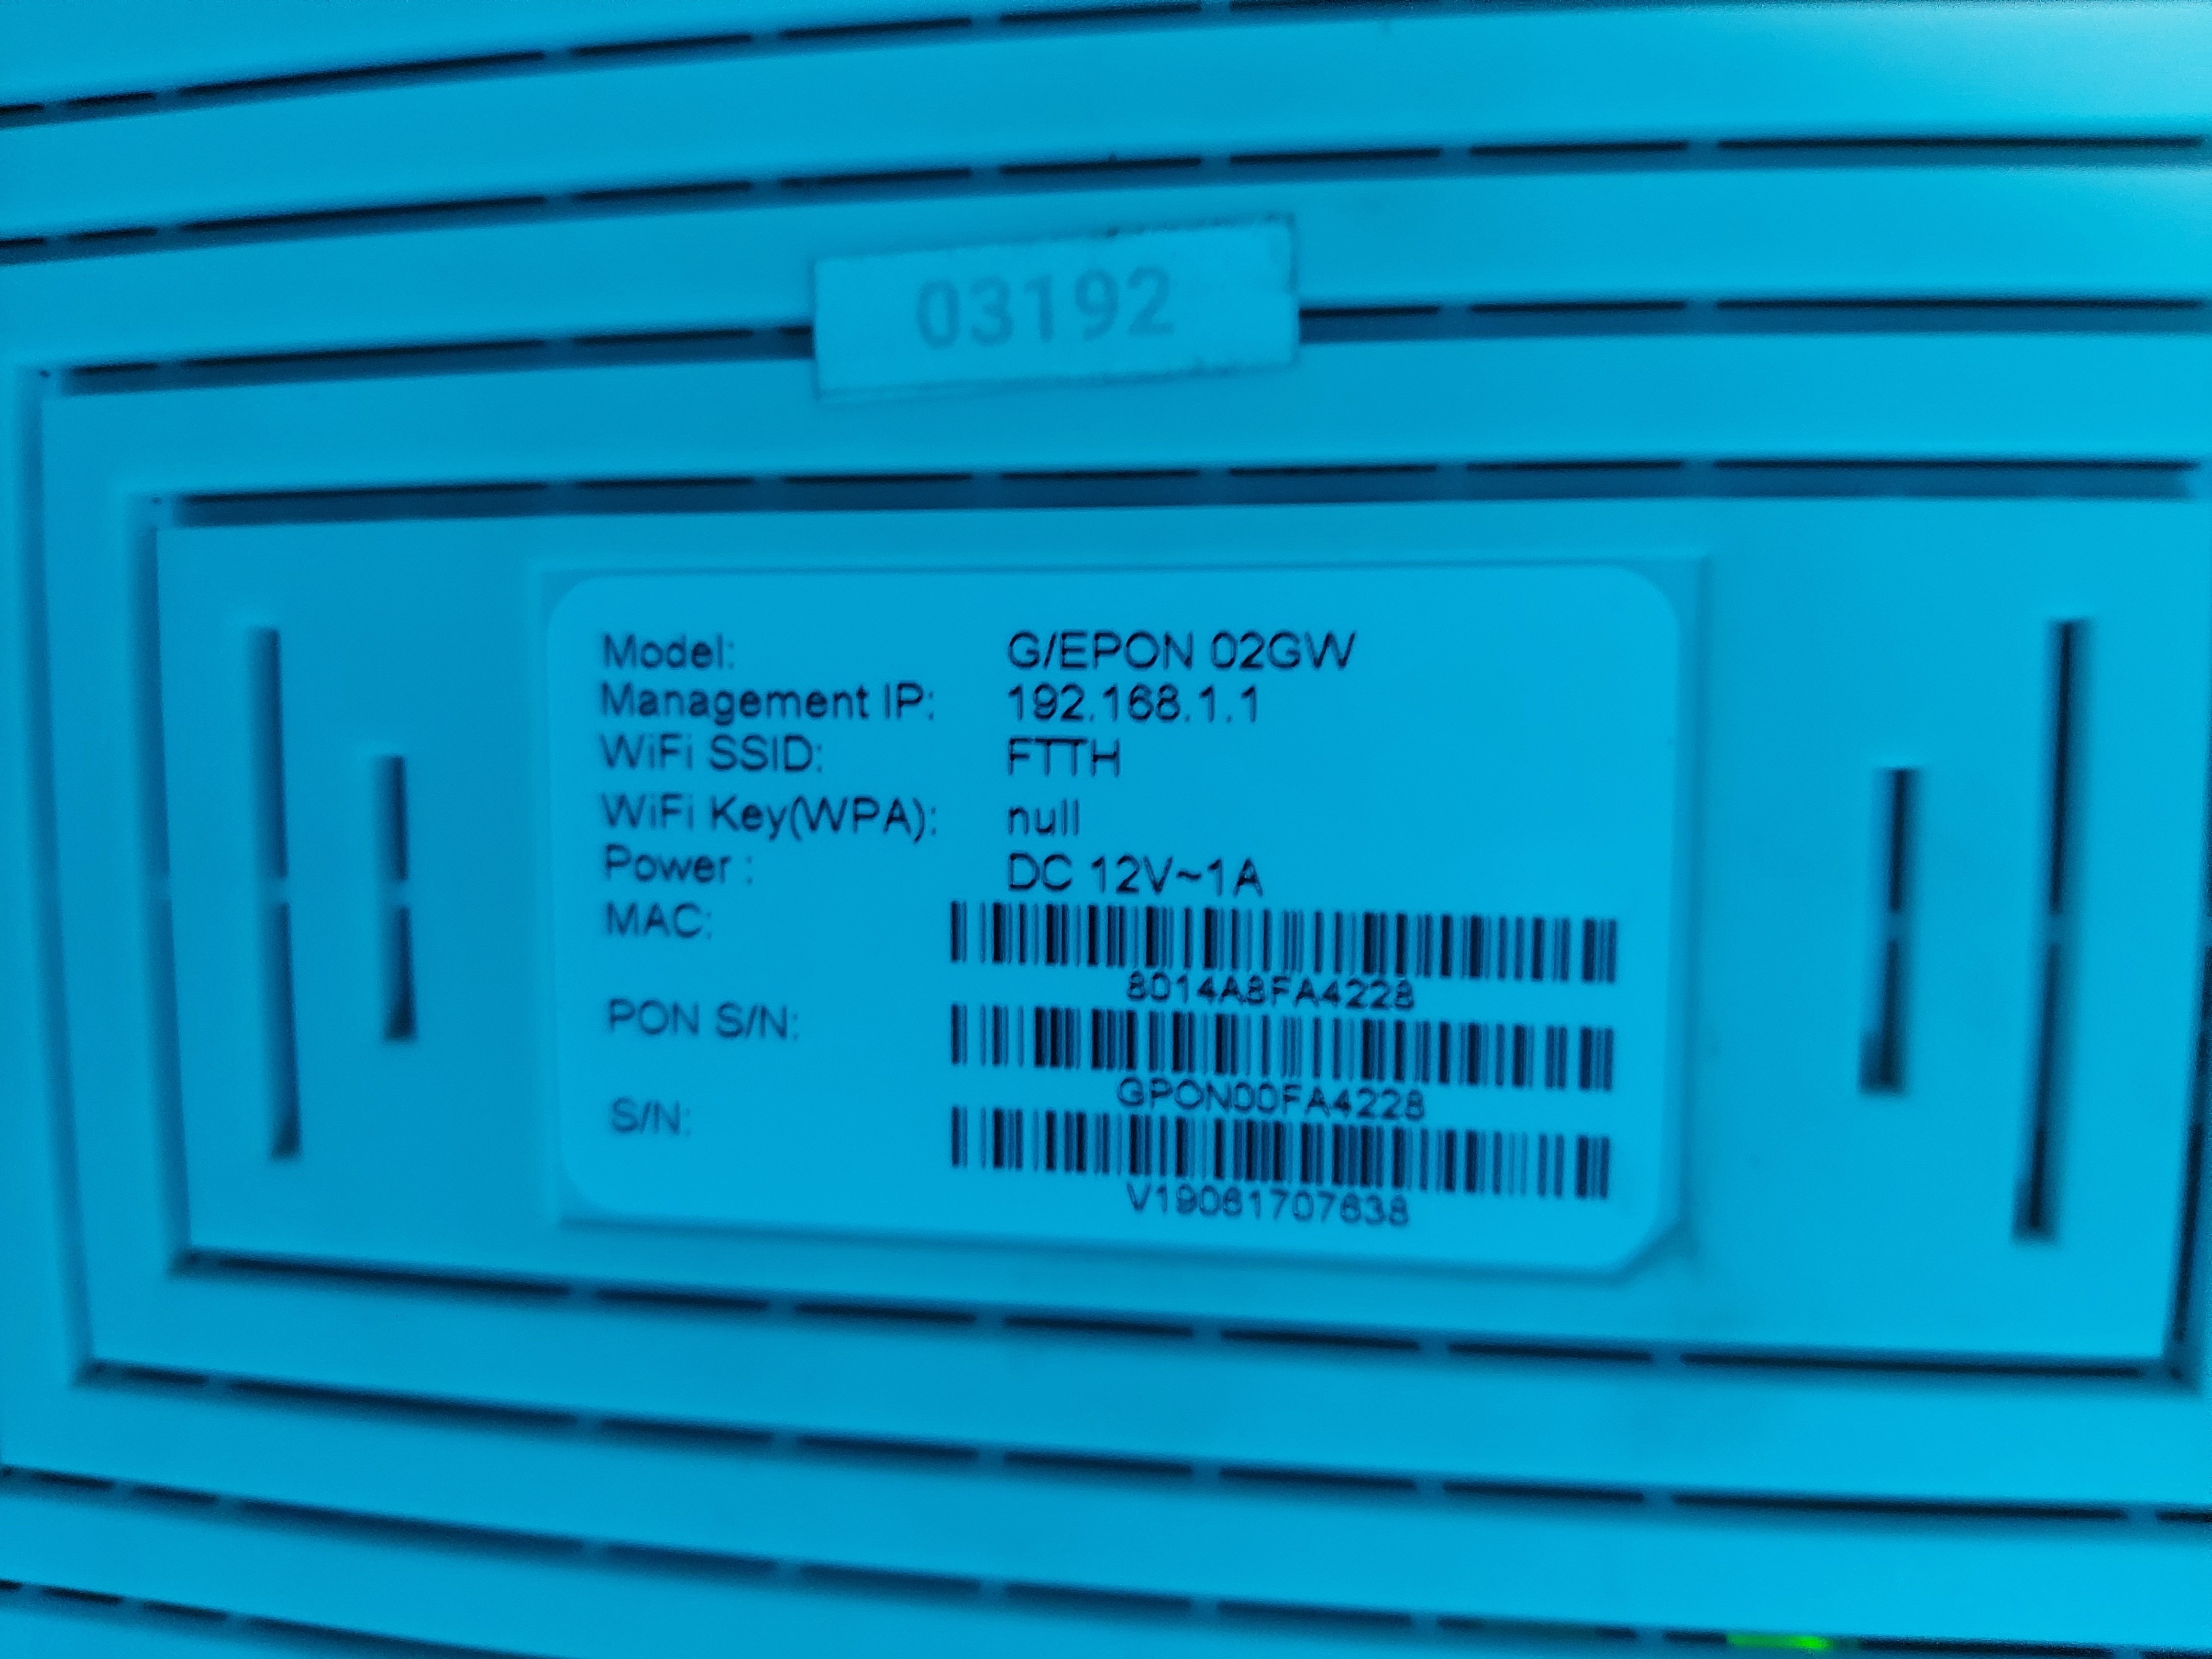 03192
Model: G/EPON 02GW
Management IP: 192.168.1.1
WiFi SSID: FTTH
WiFi Key(WPA): null
Power : DC 12V~1A
MAC:
8014A8FA4228
PON S/N:
GPON00FA4228
S/N:
V19061707638